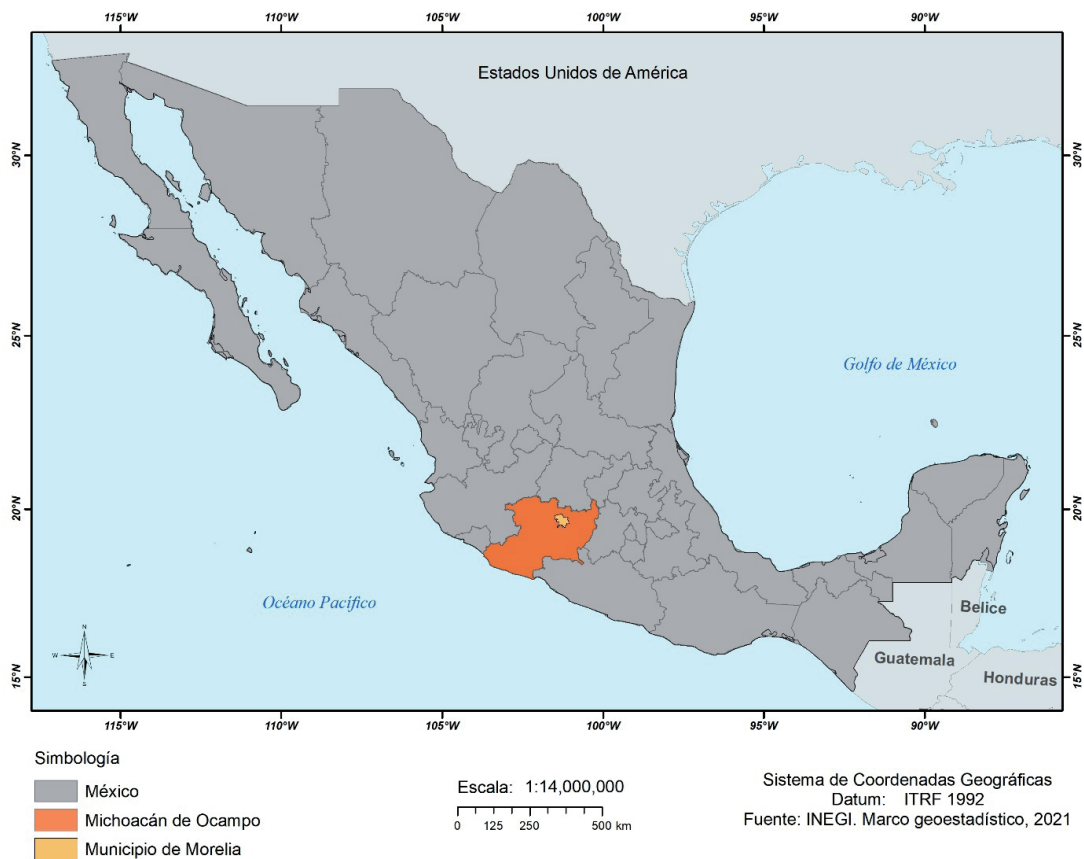 115°W 110°W 105°W 100°W 95°W 90°W
Estados Unidos de América
30°N 30°N
25°N 25°N
Golfo de México
20°N 20°N
Océano Pacífico
Belice
N
W E
S
Guatemala
15°N 15°N
Honduras
115°W 110°W 105°W 100°W 95°W 90°W
Simbología
México
Michoacán de Ocampo
Municipio de Morelia
Escala: 1:14,000,000
0 125 250 500 km
Sistema de Coordenadas Geográficas
Datum: ITRF 1992
Fuente: INEGI. Marco geoestadístico, 2021